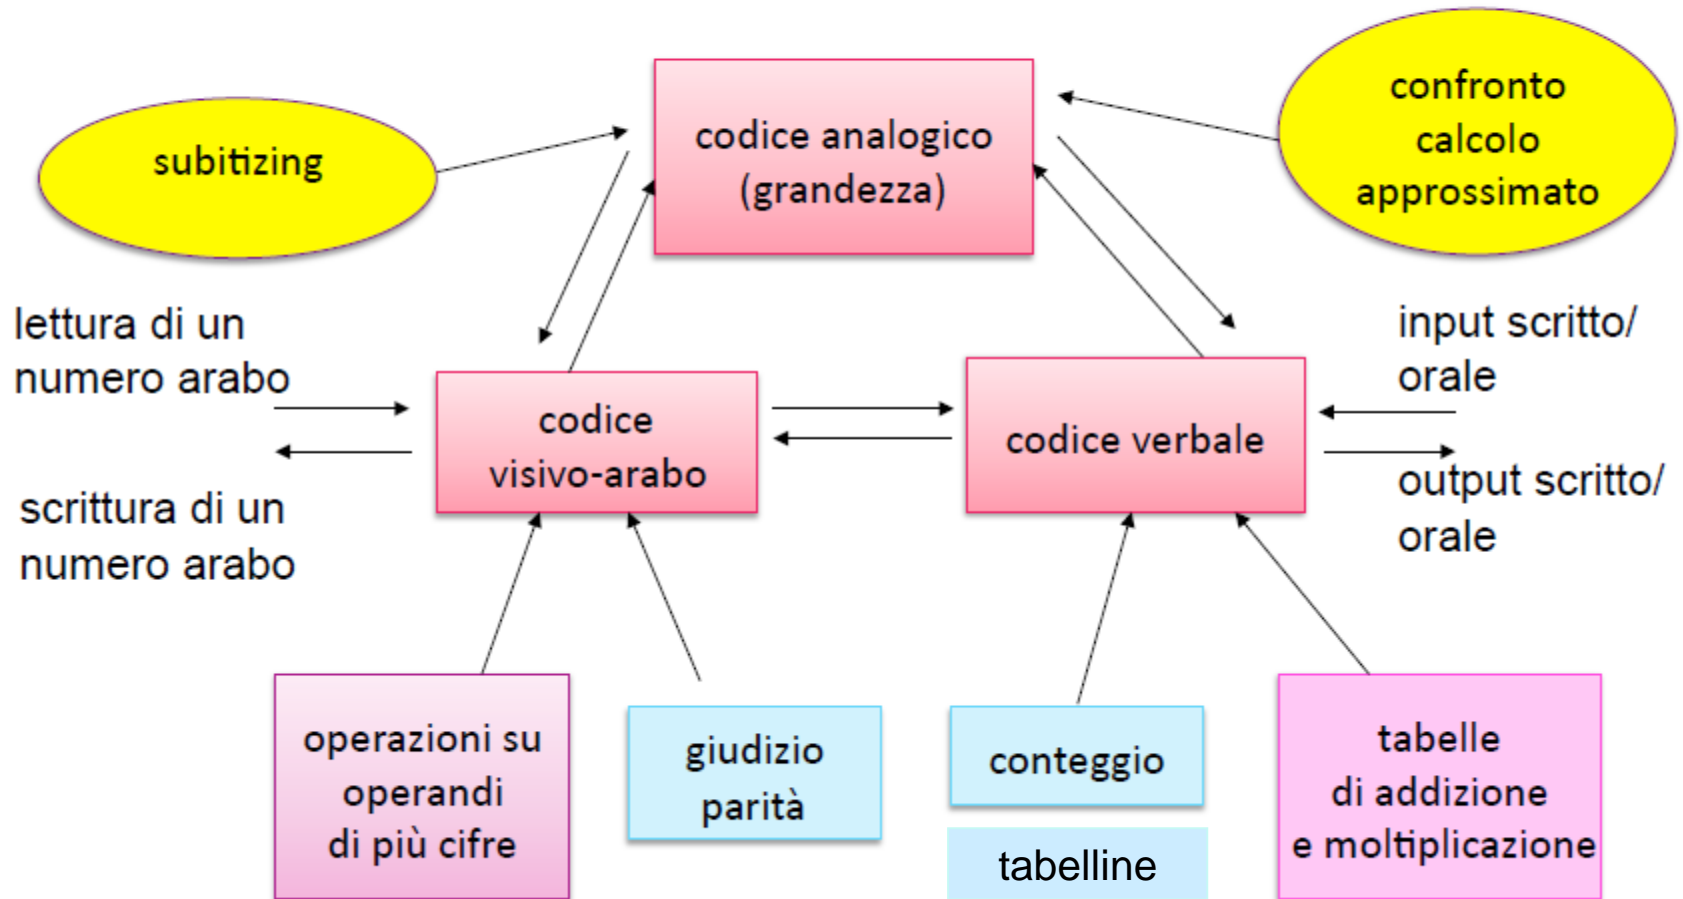 subitizing
codice analogico
(grandezza)
confronto
calcolo
approssimato
lettura di un
numero arabo
scrittura di un
numero arabo
codice
visivo-arabo
codice verbale
input scritto/
orale
output scritto/
orale
operazioni su
operandi
di più cifre
giudizio
parità
conteggio
tabelline
tabelle
di addizione
e moltiplicazione